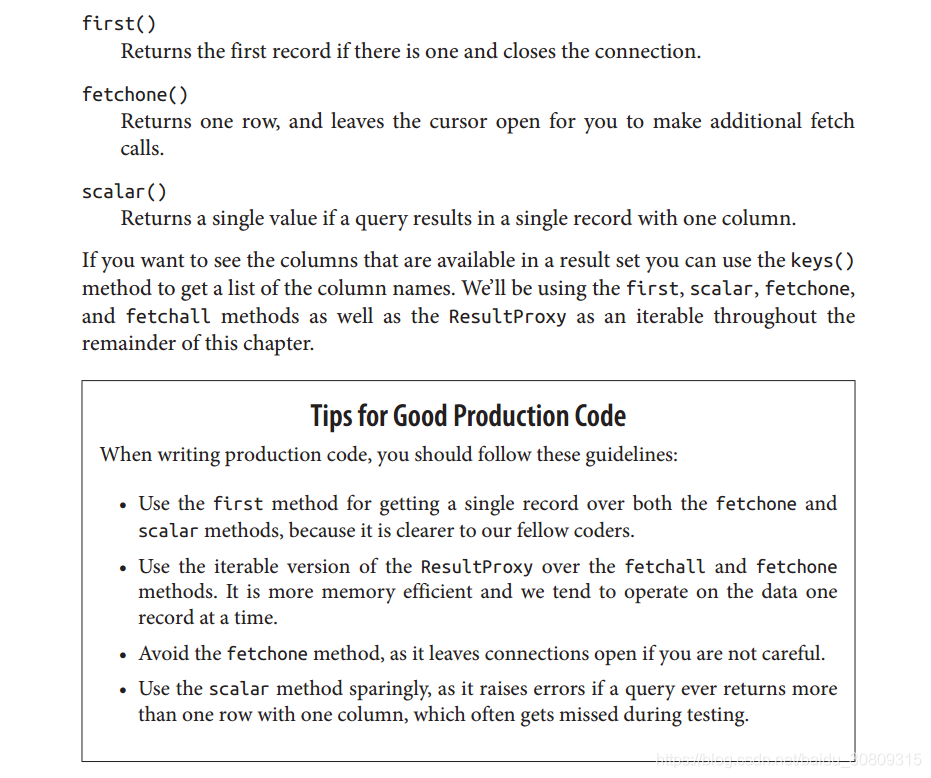 first()
Returns the first record if there is one and closes the connection.
fetchone()
Returns one row, and leaves the cursor open for you to make additional fetch
calls.
scalar()
Returns a single value if a query results in a single record with one column.
If you want to see the columns that are available in a result set you can use the keys()
method to get a list of the column names. We’ll be using the first, scalar, fetchone,
and fetchall methods as well as the ResultProxy as an iterable throughout the
remainder of this chapter.
Tips for Good Production Code
When writing production code, you should follow these guidelines:
• Use the first method for getting a single record over both the fetchone and
scalar methods, because it is clearer to our fellow coders.
• Use the iterable version of the ResultProxy over the fetchall and fetchone
methods. It is more memory efficient and we tend to operate on the data one
record at a time.
• Avoid the fetchone method, as it leaves connections open if you are not careful.
• Use the scalar method sparingly, as it raises errors if a query ever returns more
than one row with one column, which often gets missed during testing.
https://blog.csdn.net/baidu_30809315